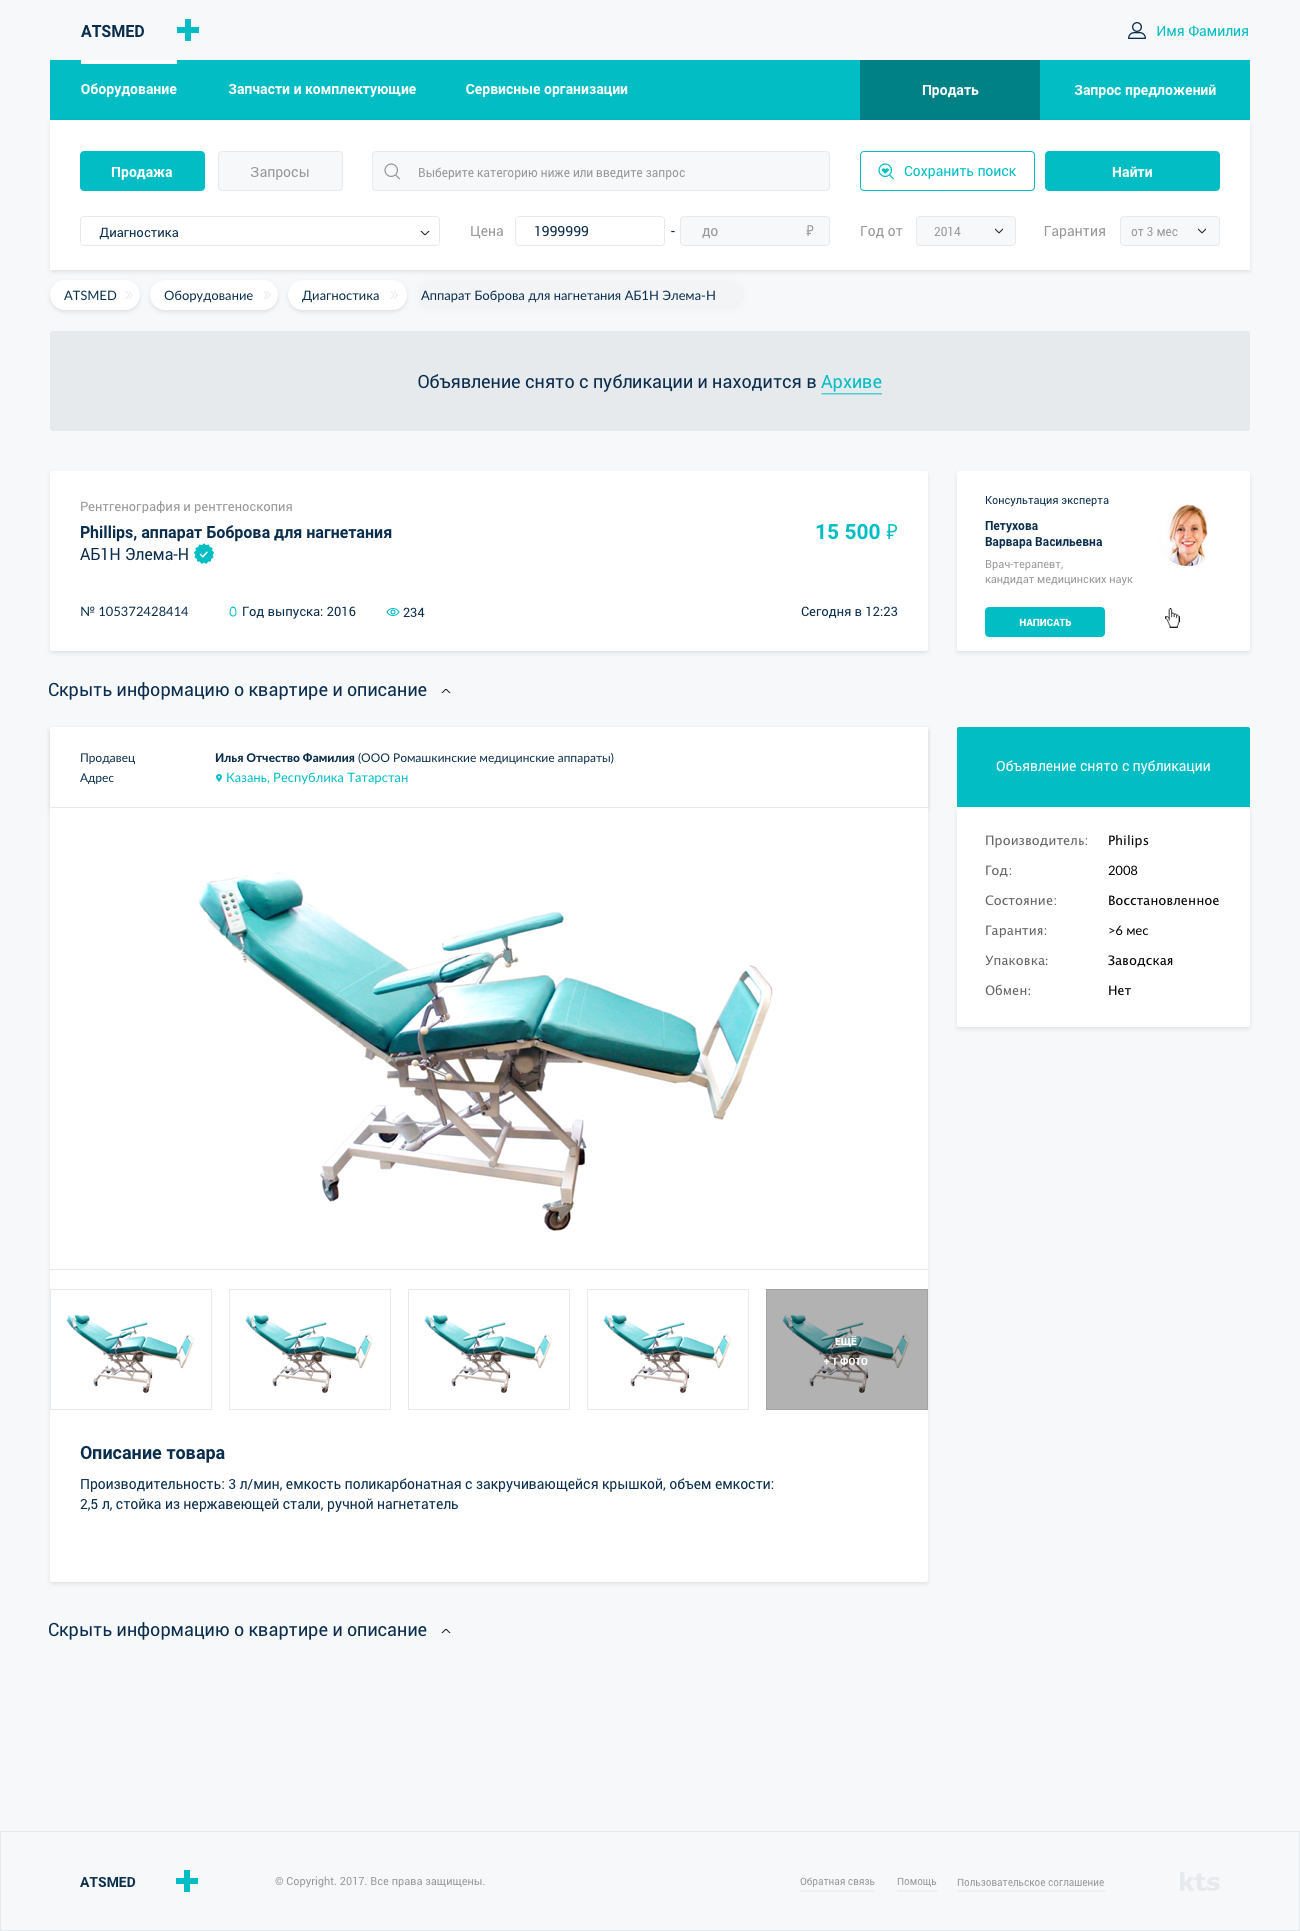 ATSMED
Имя Фамилия
Оборудование
Запчасти и комплектующие
Сервисные организации
Продать
Запрос предложений
Продажа
Запросы
Выберите категорию ниже или введите запрос
Сохранить поиск
Найти
Диагностика
Цена
1999999
-
до
₽
Год от
2014
Гарантия
от 3 мес
ATSMED
Оборудование
Диагностика
Аппарат Боброва для нагнетания АБ1Н Элема-Н
Объявление снято с публикации и находится в Архиве
Рентгенография и рентгеноскопия
Phillips, аппарат Боброва для нагнетания
АБ1Н Элема-Н
15 500 ₽
№ 105372428414
Год выпуска: 2016
234
Сегодня в 12:23
Консультация эксперта
Петухова
Варвара Васильевна
Врач-терапевт,
кандидат медицинских наук
НАПИСАТЬ
Скрыть информацию о квартире и описание
Продавец
Илья Отчество Фамилия (ООО Ромашкинские медицинские аппараты)
Адрес
Казань, Республика Татарстан
Объявление снято с публикации
Производитель: Philips
Год: 2008
Состояние: Восстановленное
Гарантия: >6 мес
Упаковка: Заводская
Обмен: Нет
ЕЩЁ
+ 1 ФОТО
Описание товара
Производительность: 3 л/мин, емкость поликарбонатная с закручивающейся крышкой, объем емкости:
2,5 л, стойка из нержавеющей стали, ручной нагнетатель
Скрыть информацию о квартире и описание
ATSMED
© Copyright. 2017. Все права защищены.
Обратная связь
Помощь
Пользовательское соглашение
kts